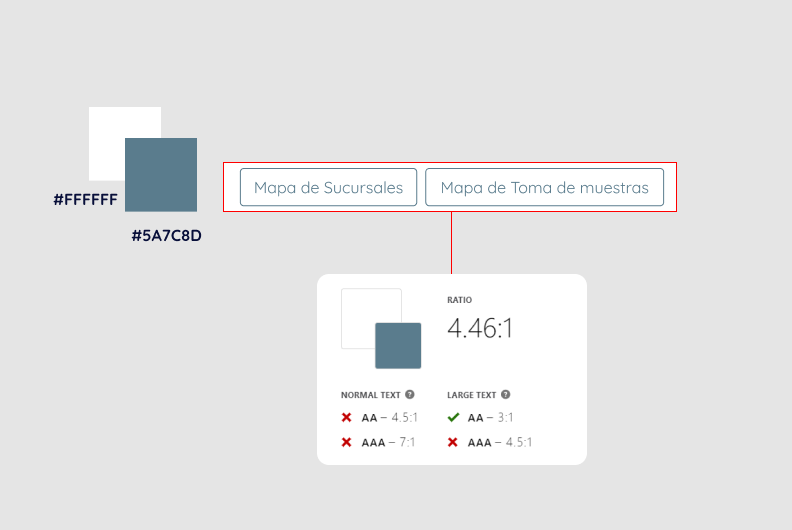 #FFFFFF
#5A7C8D
Mapa de Sucursales
Mapa de Toma de muestras
RATIO
4.46:1
NORMAL TEXT ?
AA – 4.5:1
AAA – 7:1
LARGE TEXT ?
AA – 3:1
AAA – 4.5:1